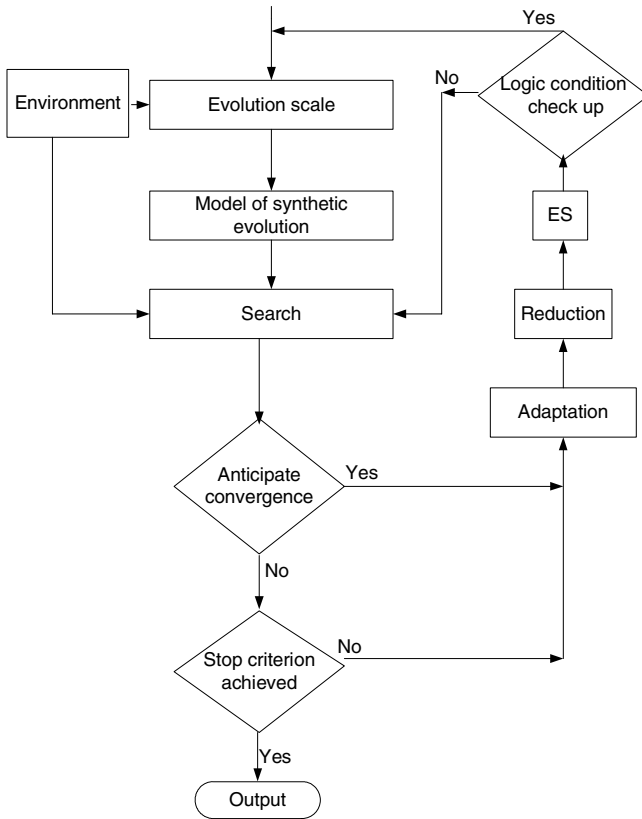 Yes
No
Logic condition
check up
Environment
Evolution scale
Model of synthetic
evolution
ES
Search
Reduction
Adaptation
Anticipate
convergence
Yes
No
Stop criterion
achieved
No
Yes
Output